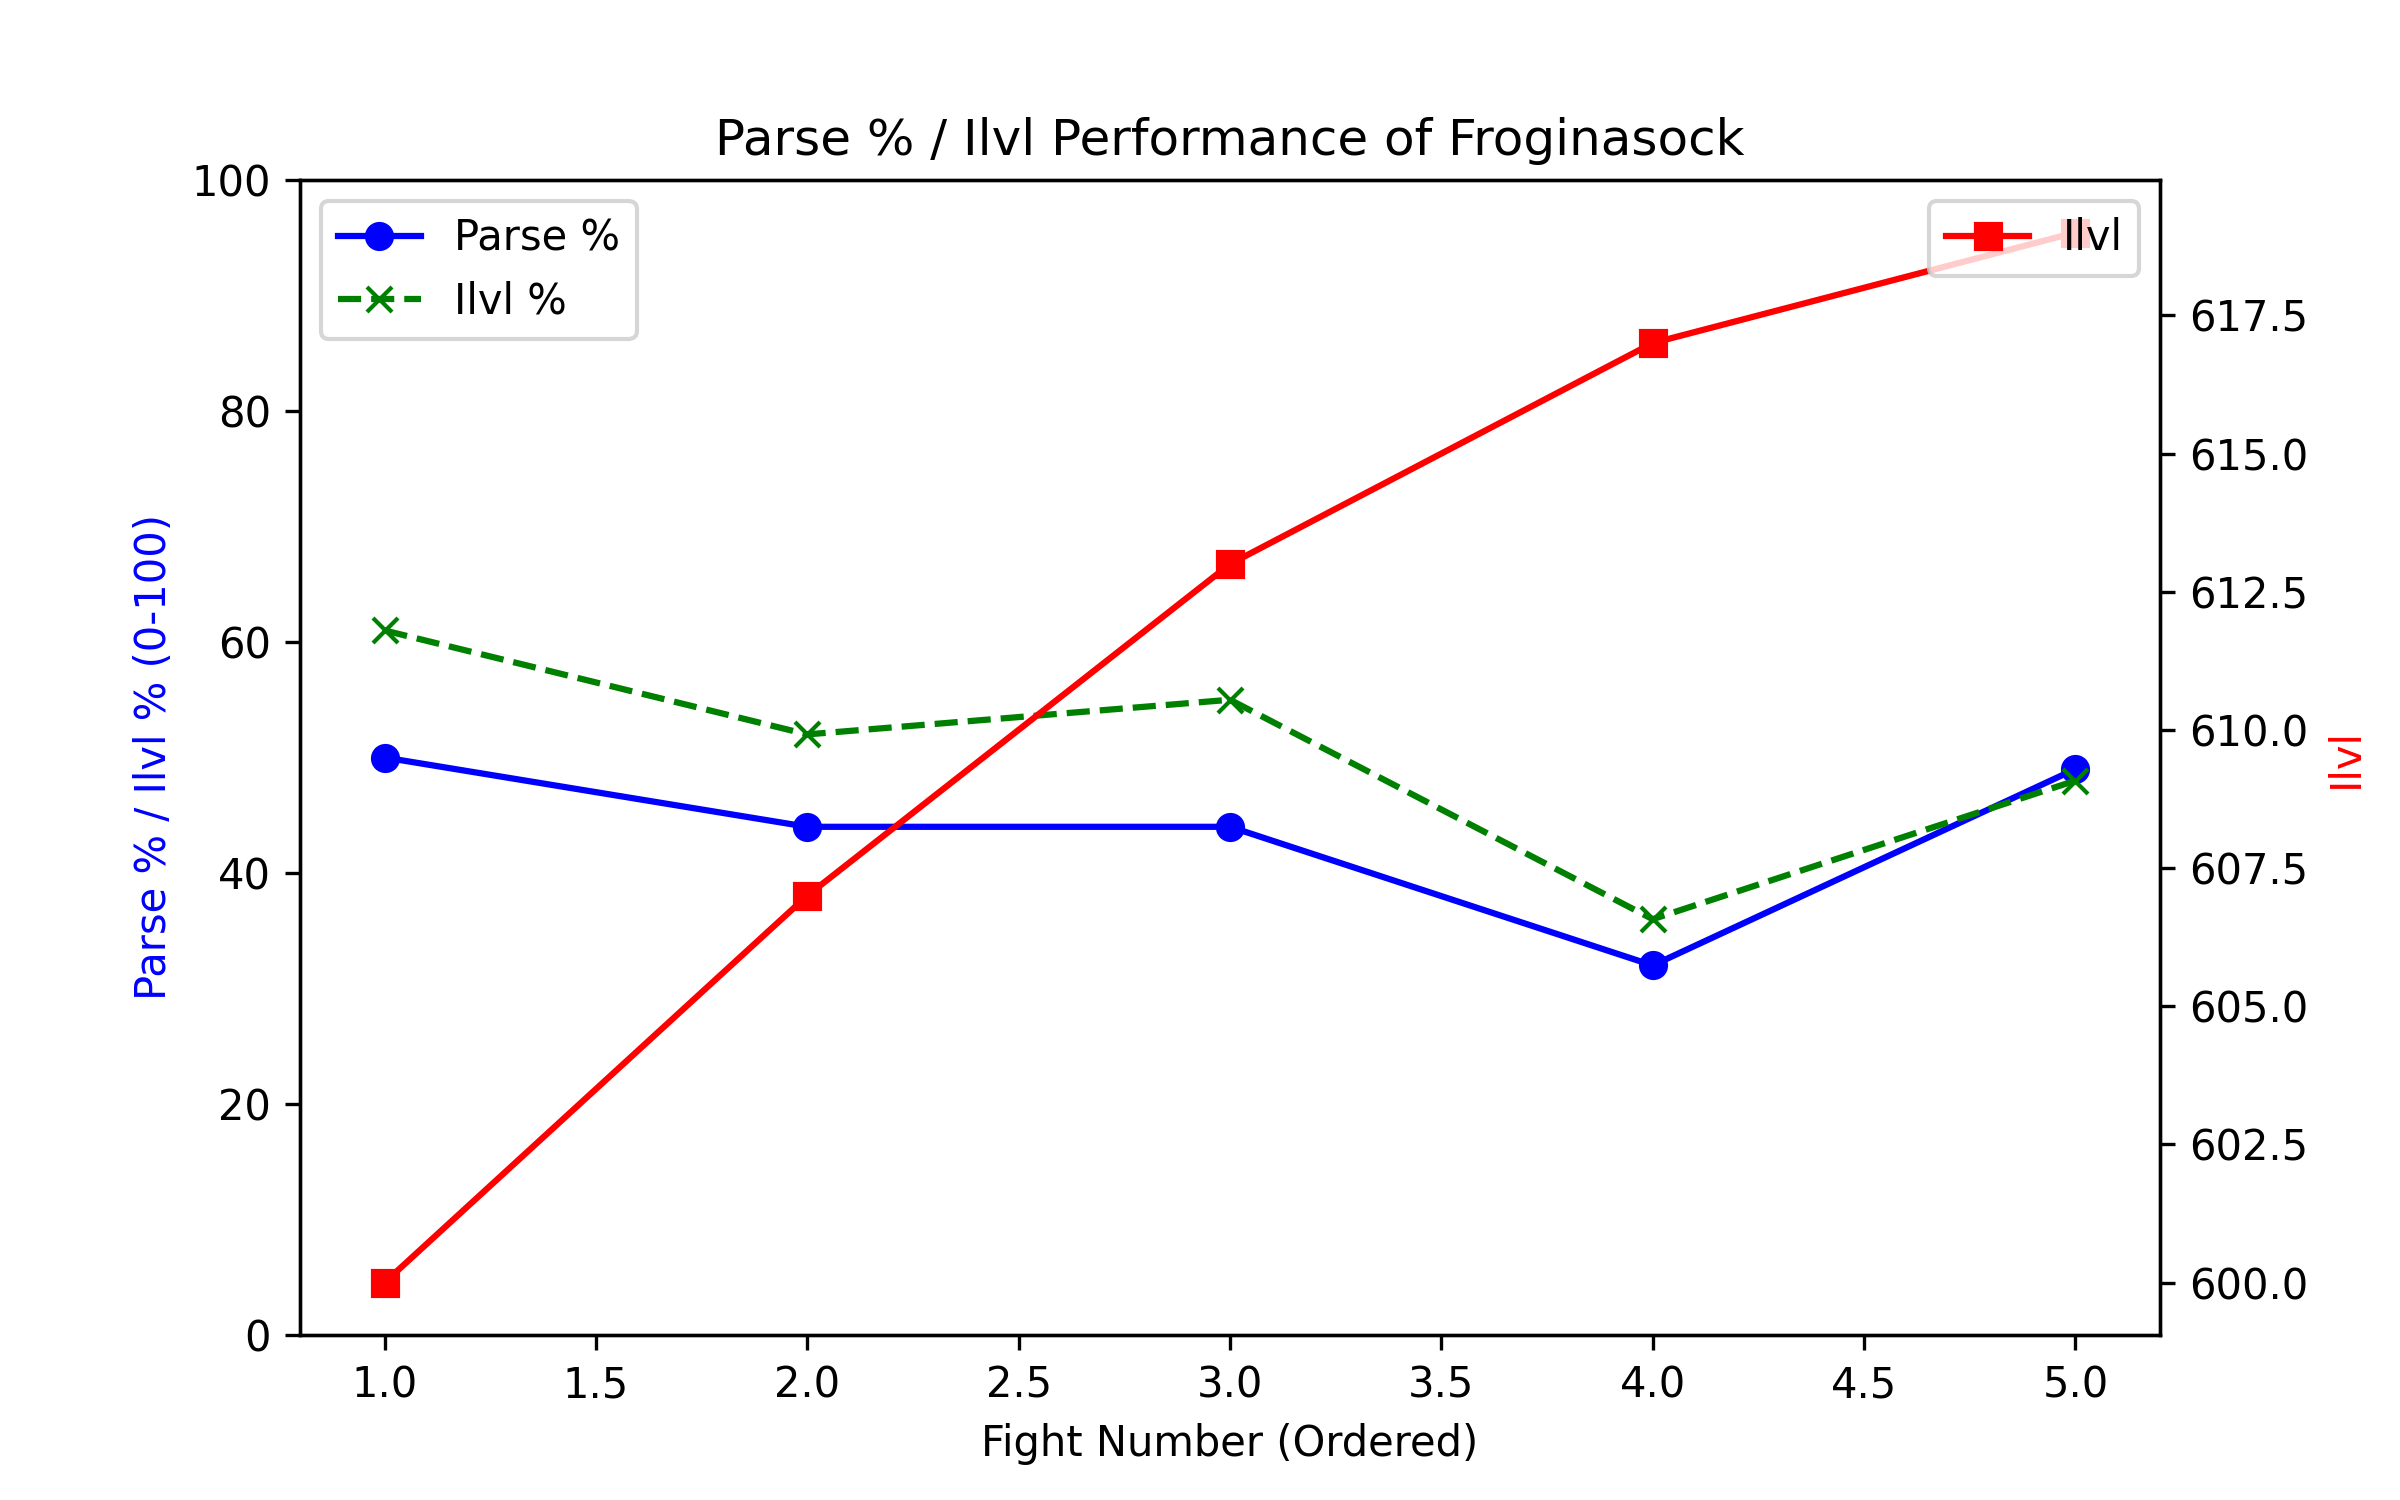 Parse % / Ilvl Performance of Froginasock
Parse %
Ilvl %
Ilvl
100
80
60
40
20
0
Parse % / Ilvl % (0-100)
617.5
615.0
612.5
610.0
607.5
605.0
602.5
600.0
Ilvl
1.0 1.5 2.0 2.5 3.0 3.5 4.0 4.5 5.0
Fight Number (Ordered)